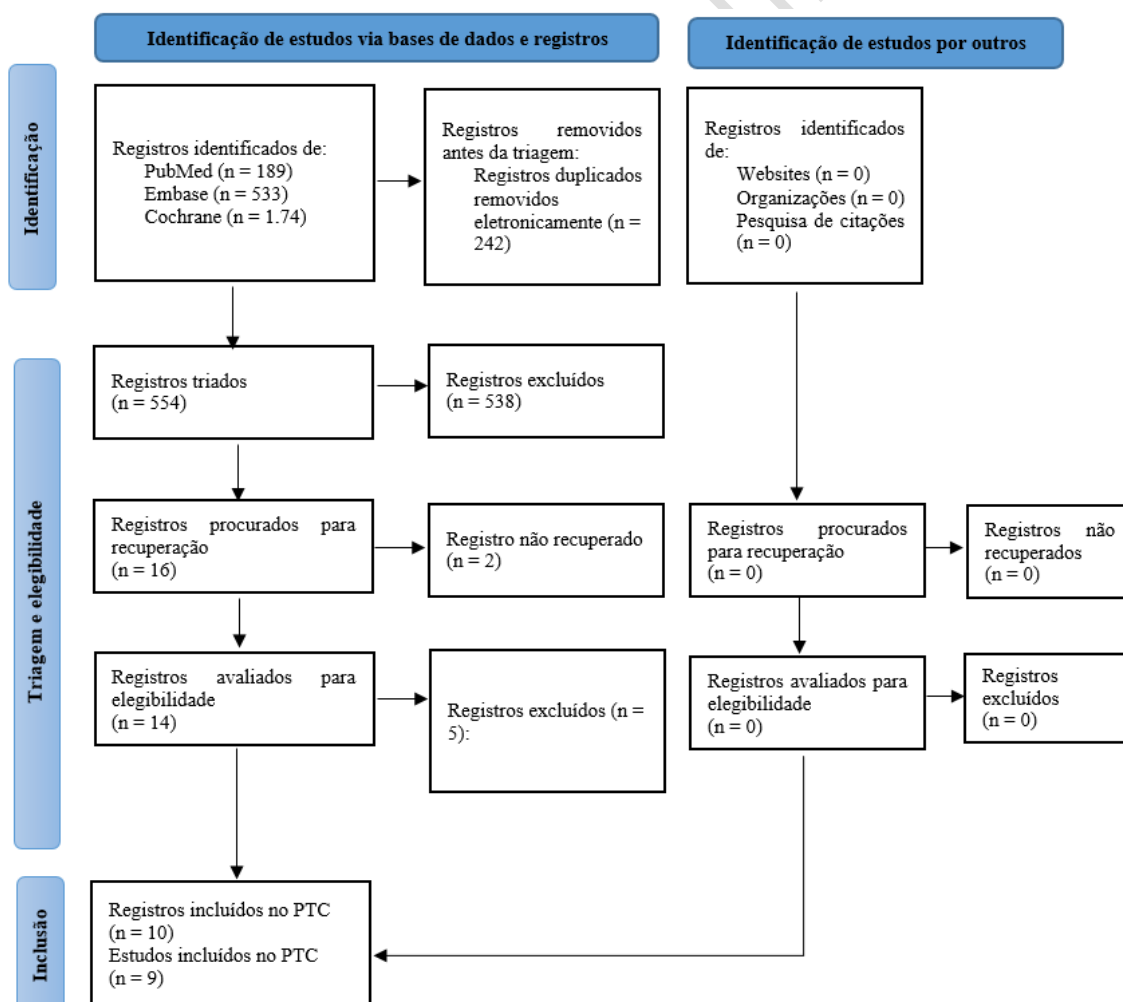 Identificação de estudos via bases de dados e registros
Identificação de estudos por outros
Identificação
Registros identificados de:
PubMed (n = 189)
Embase (n = 533)
Cochrane (n = 1.74)
Registros removidos
antes da triagem:
Registros duplicados
removidos
eletronicamente (n =
242)
Registros identificados
de:
Websites (n = 0)
Organizações (n = 0)
Pesquisa de citações
(n = 0)
Triagem e elegibilidade
Registros triados
(n = 554)
Registros excluídos
(n = 538)
Registros procurados para
recuperação
(n = 16)
Registro não recuperado
(n = 2)
Registros procurados
para recuperação
(n = 0)
Registros não
recuperados
(n = 0)
Registros avaliados para
elegibilidade
(n = 14)
Registros excluídos (n =
5):
Registros avaliados para
elegibilidade
(n = 0)
Registros
excluídos
(n = 0)
Inclusão
Registros incluídos no PTC
(n = 10)
Estudos incluídos no PTC
(n = 9)